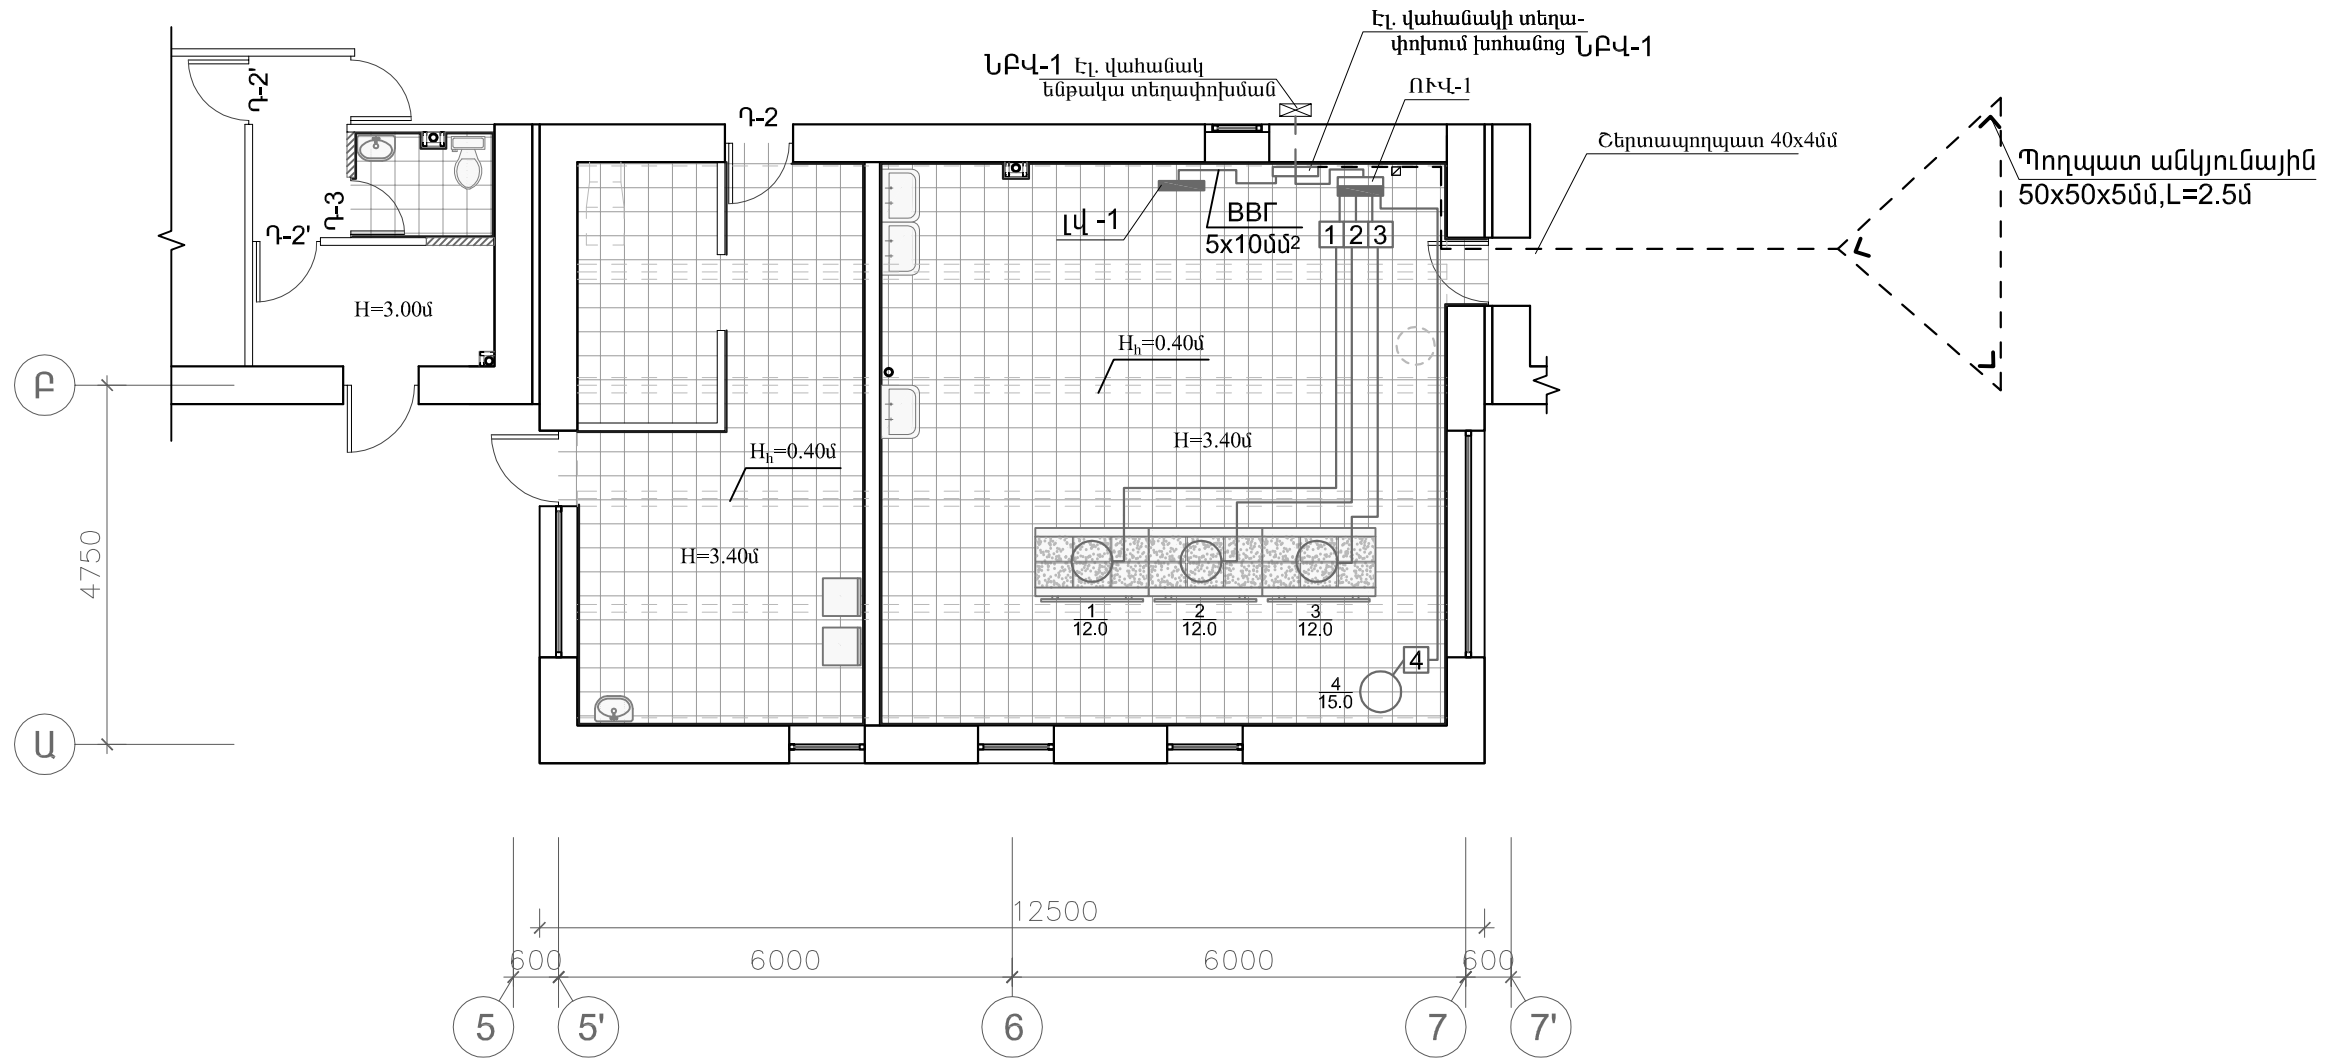 Էլ. վահանակի տեղա-
փոխում խոհանոց ՆԲՎ-1
ՆԲՎ-1 Էլ. վահանակ
ենթակա տեղափոխման
ՈՒՎ-1
Դ-2'
Դ-2
Շերտապողպատ 40x4մմ
Պողպատ անկյունային
50x50x5մմ,L=2.5մ
Դ-3
Դ-2'
ԼՎ -1
ВВГ
5x10մմ²
1 2 3
H=3.00մ
Hh=0.40մ
Բ
H=3.40մ
Hh=0.40մ
H=3.40մ
4750
1
12.0
2
12.0
3
12.0
4
4
15.0
Ա
12500
600
6000
6000
600
5
5'
6
7
7'